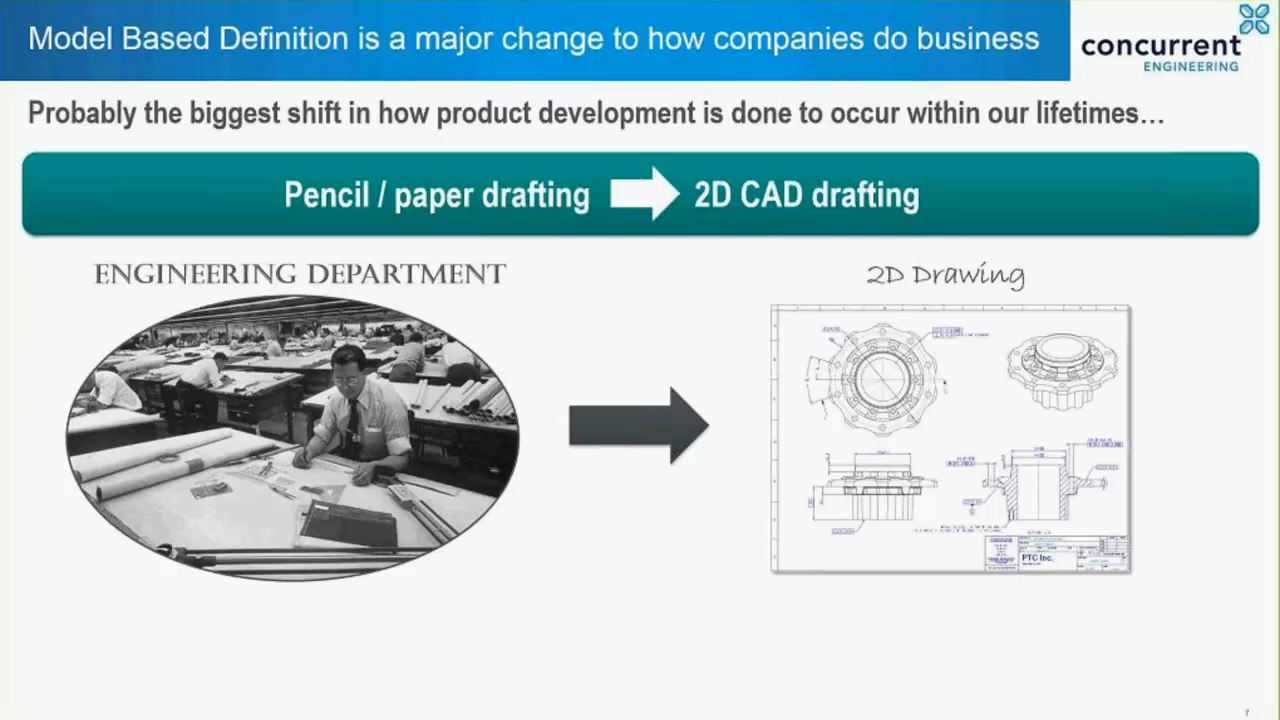 Model Based Definition is a major change to how companies do business
concurrent
ENGINEERING
Probably the biggest shift in how product development is done to occur within our lifetimes...
Pencil / paper drafting
2D CAD drafting
ENGINEERING DEPARTMENT
2D Drawing
PTC Inc.
7